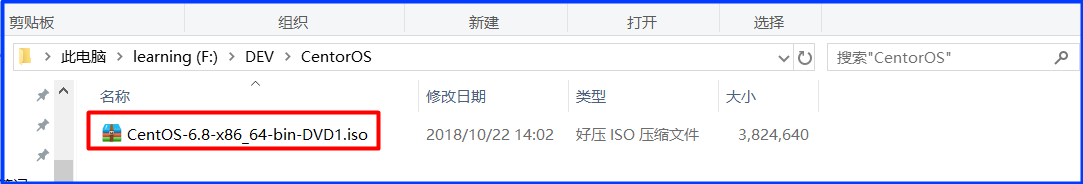 剪贴板 组织 新建 打开 选择
此电脑 learning (F:) DEV CentorOS 搜索"CentorOS"
名称 修改日期 类型 大小
CentOS-6.8-x86_64-bin-DVD1.iso 2018/10/22 14:02 好压 ISO 压缩文件 3,824,640